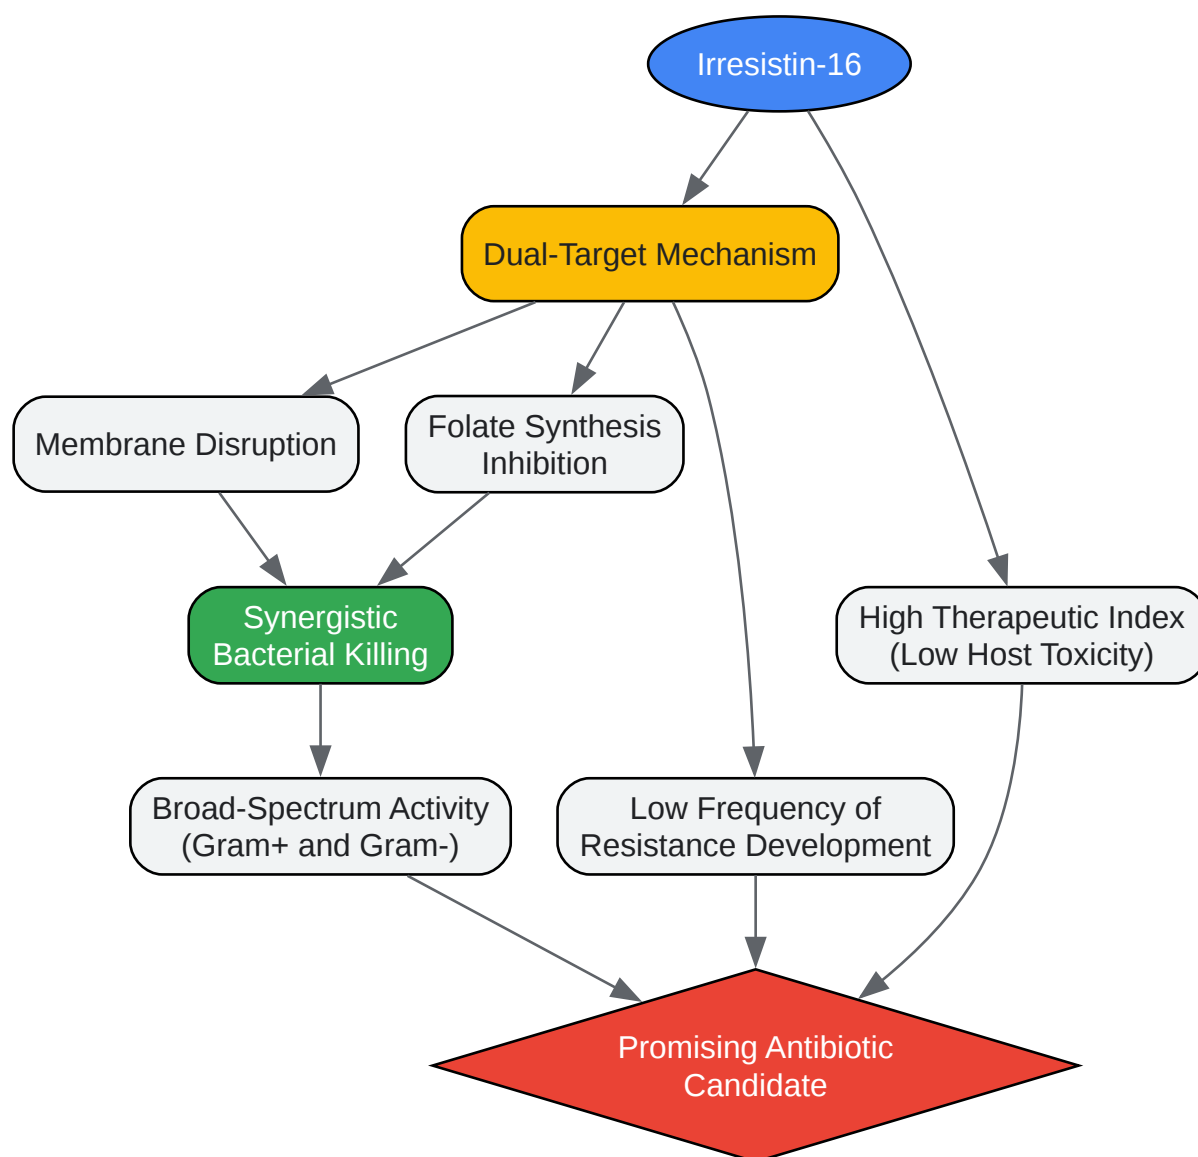 Irresistin-16
Dual-Target Mechanism
Membrane Disruption
Folate Synthesis
Inhibition
Synergistic
Bacterial Killing
High Therapeutic Index
(Low Host Toxicity)
Broad-Spectrum Activity
(Gram+ and Gram-)
Low Frequency of
Resistance Development
Promising Antibiotic
Candidate